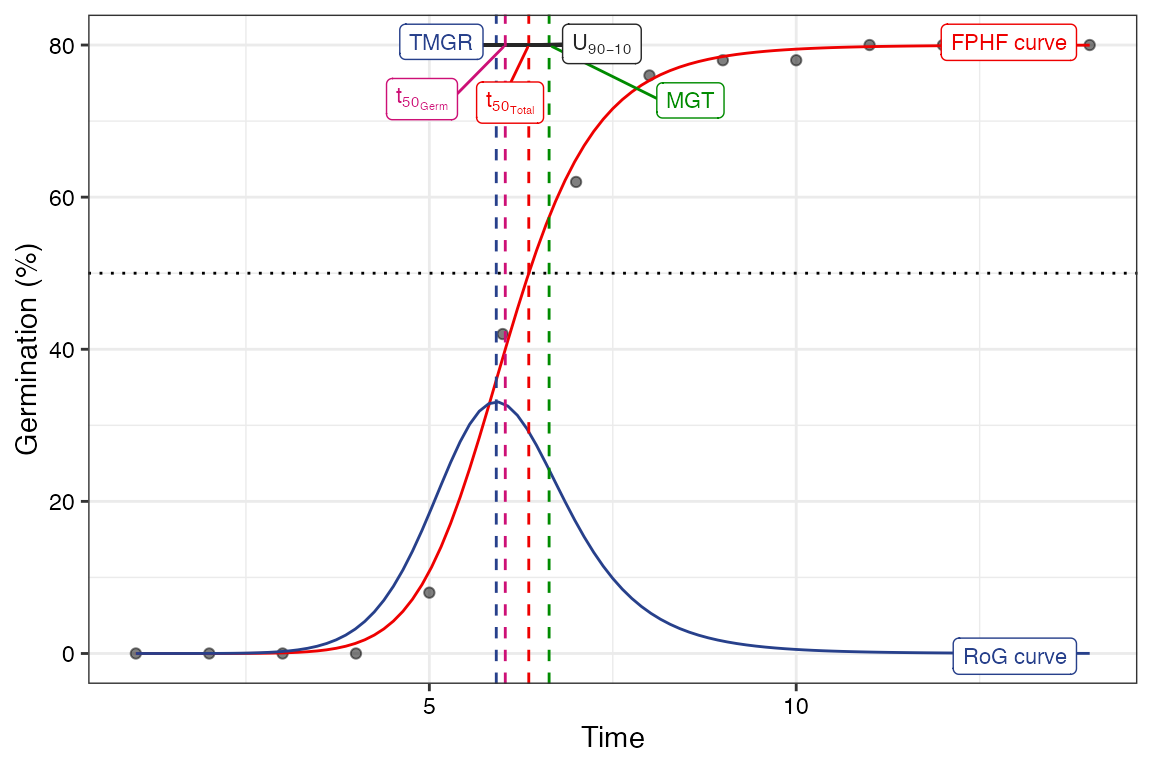 TMGR
U90−10
FPHF curve
t50Germ
t50Total
MGT
80
60
40
20
0
Germination (%)
RoG curve
5
10
Time